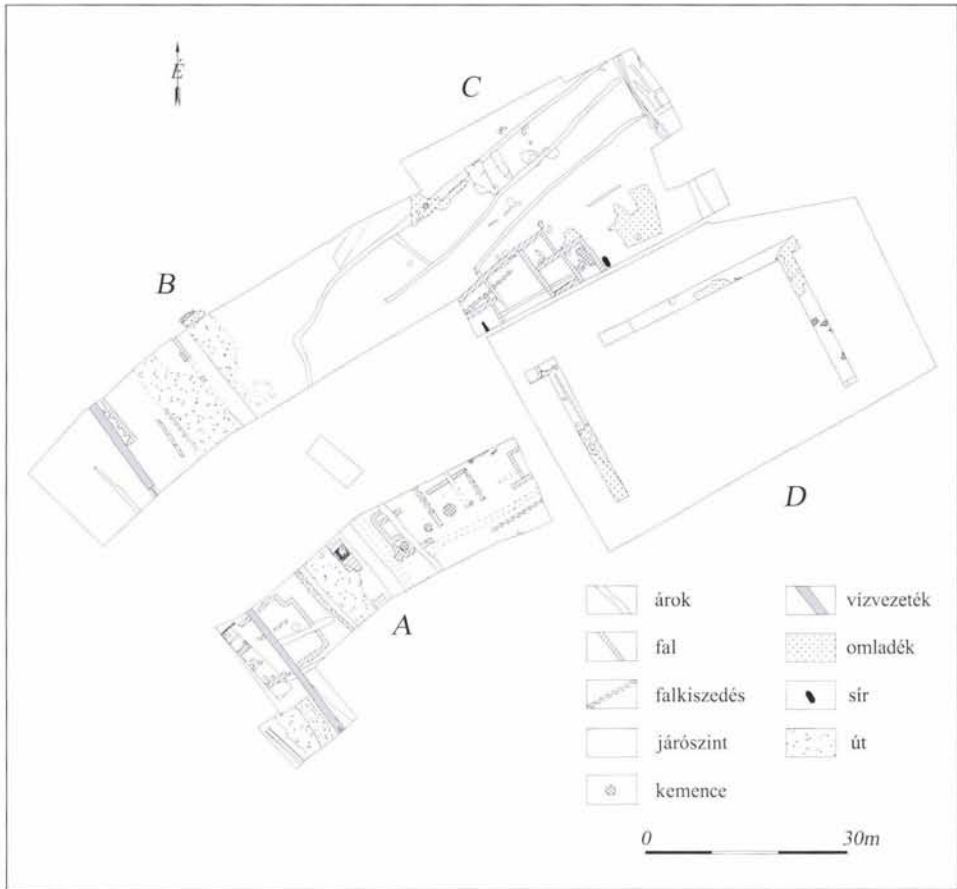 É
C
B
D
A
árok
fal
falkiszedés
járószint
kemence
vízvezeték
omladék
sír
út
0 30m